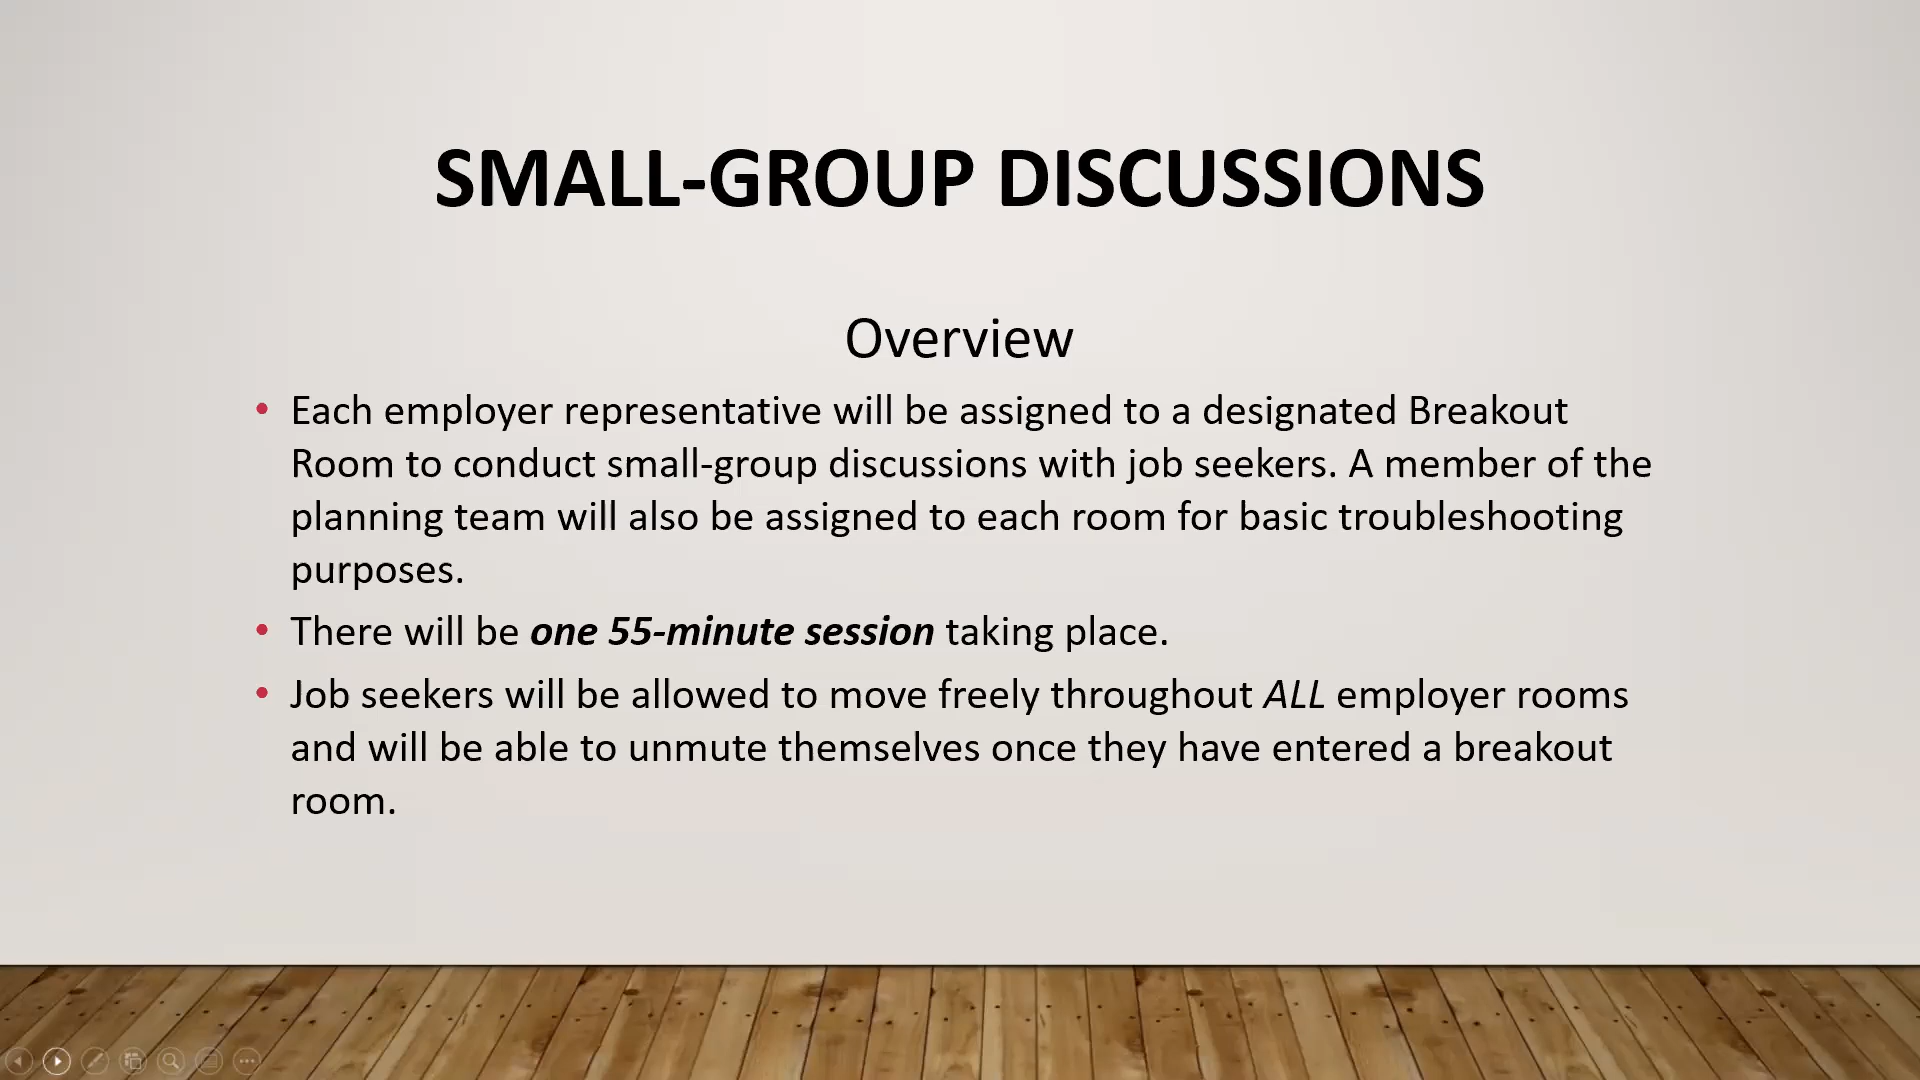 SMALL-GROUP DISCUSSIONS
Overview
• Each employer representative will be assigned to a designated Breakout
Room to conduct small-group discussions with job seekers. A member of the
planning team will also be assigned to each room for basic troubleshooting
purposes.
• There will be one 55-minute session taking place.
• Job seekers will be allowed to move freely throughout ALL employer rooms
and will be able to unmute themselves once they have entered a breakout
room.